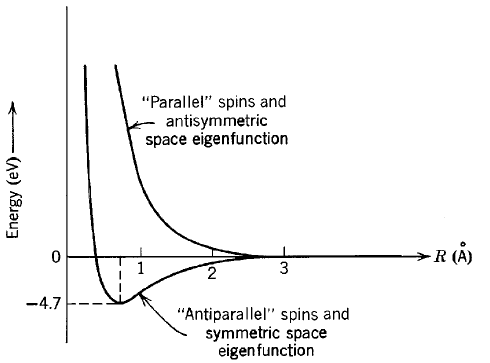 “Parallel” spins and
antisymmetric
space eigenfunction
Energy (eV)
0
1
2
3
R (Å)
−4.7
“Antiparallel” spins and
symmetric space
eigenfunction